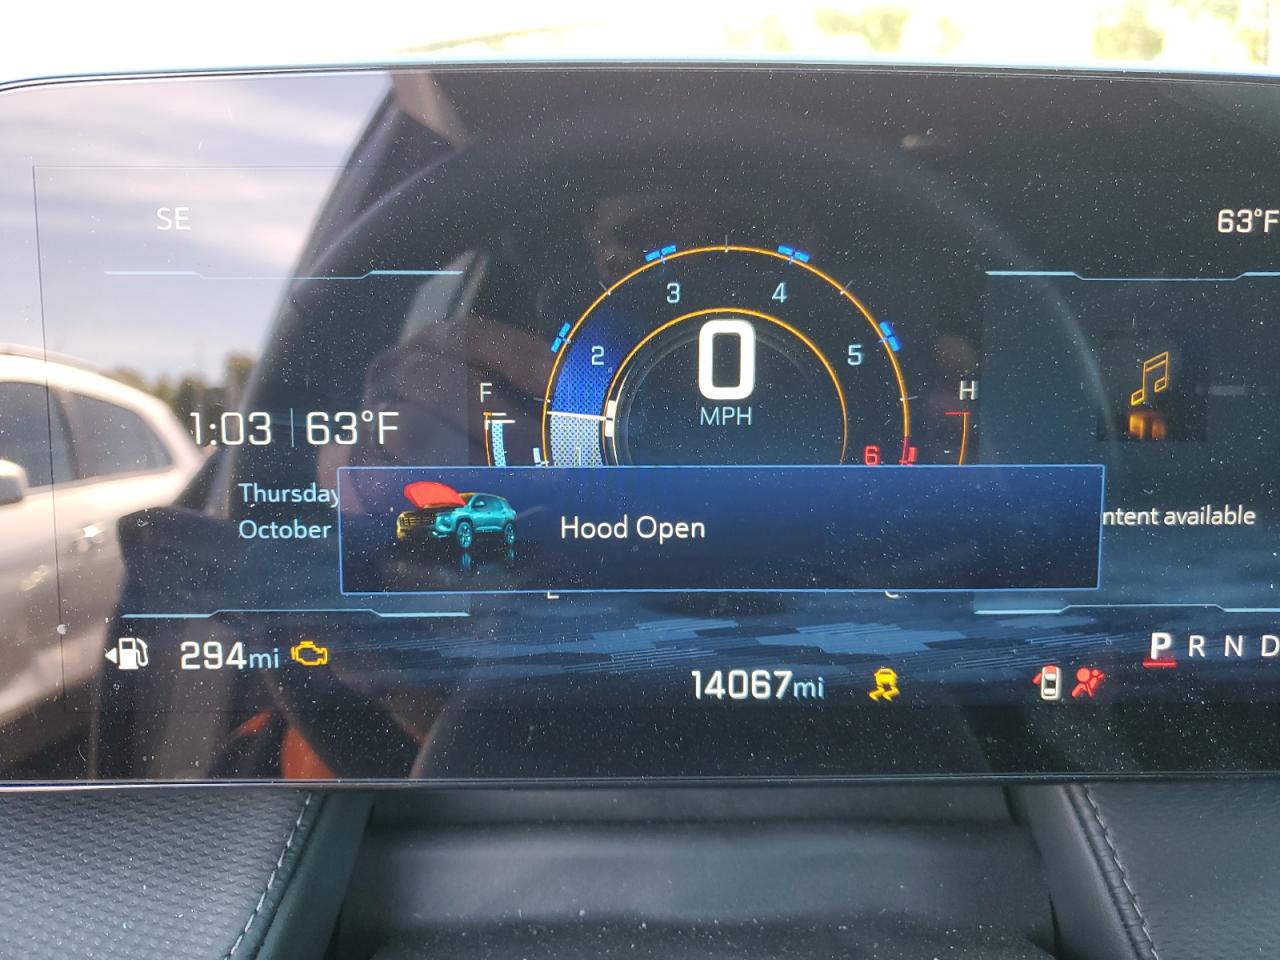 SE
63°F
3 4
2 5
0
MPH
F
H
1:03 63°F
6
Thursday
October
Hood Open
ntent available
294mi
14067mi
P R N D